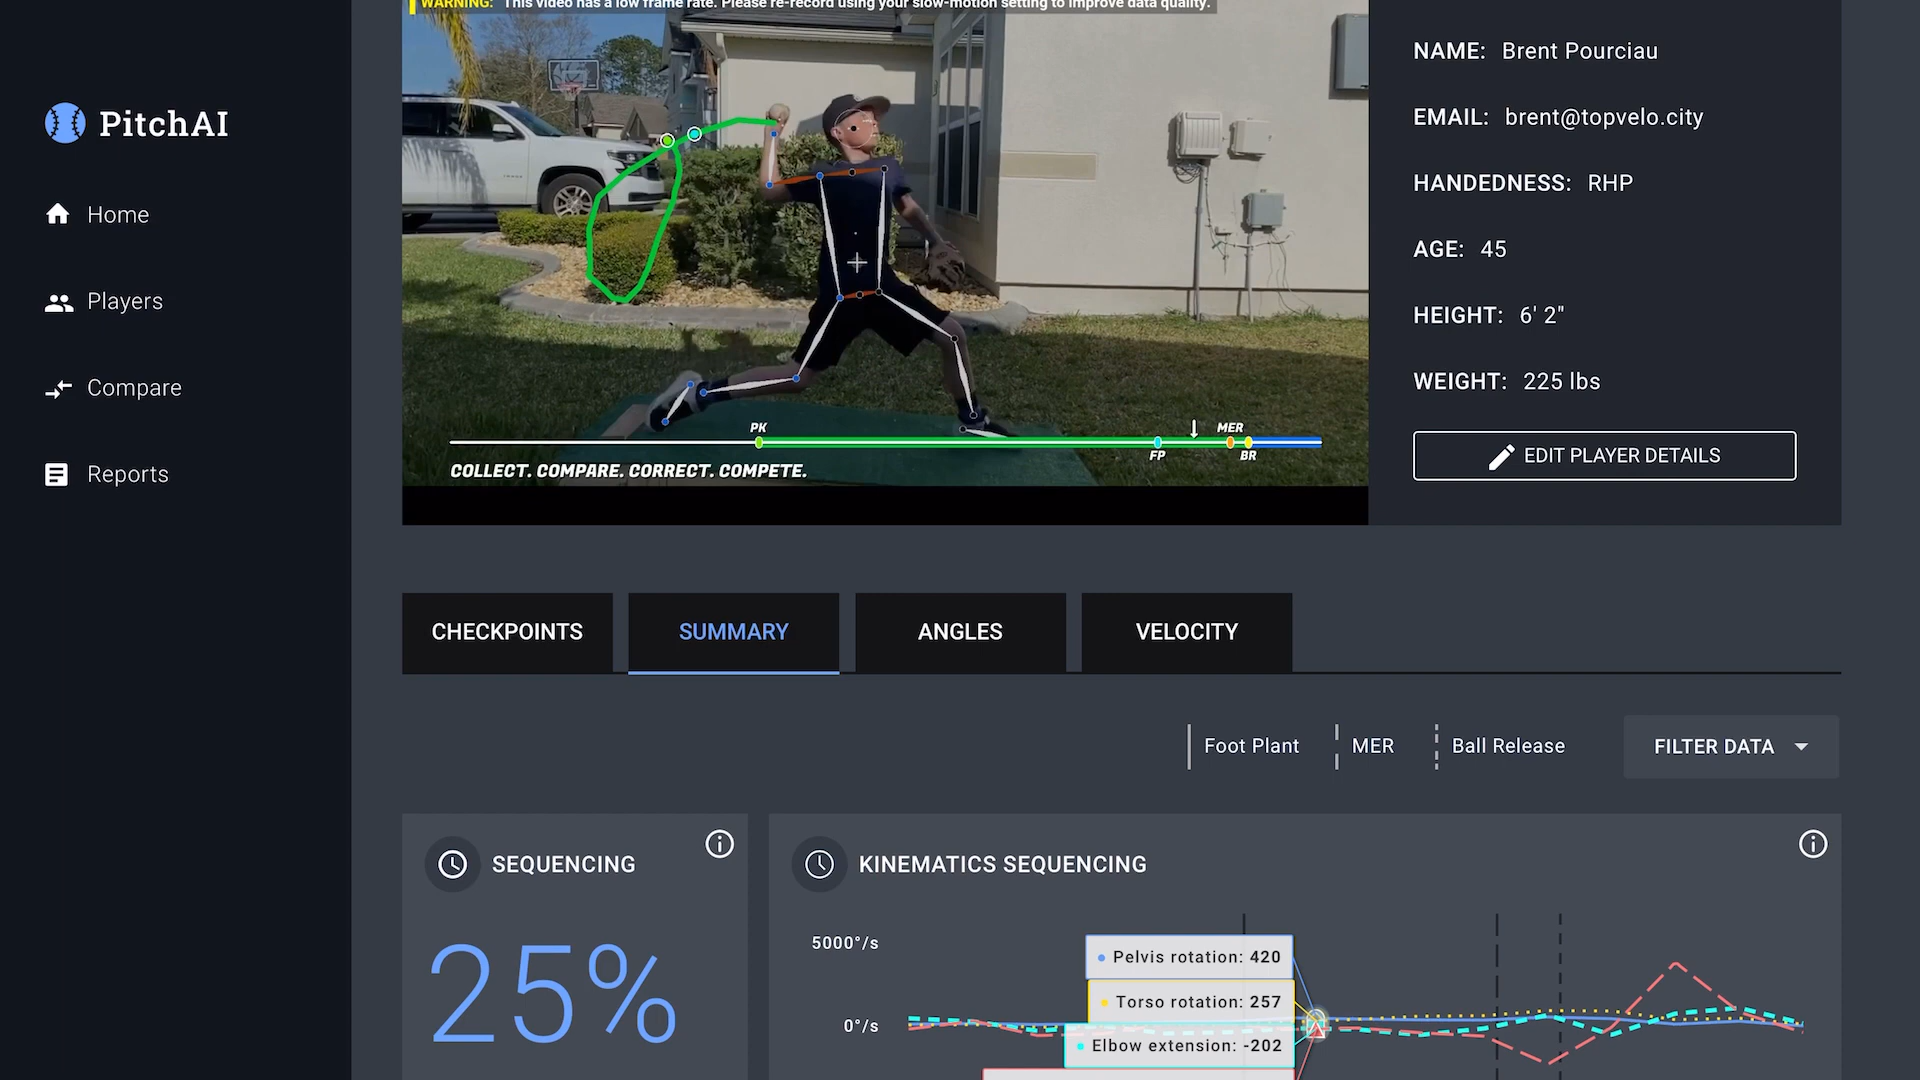 WARNING: This video has a low frame rate. Please re-record using your slow-motion setting to improve data quality.
PitchAI
Home
Players
Compare
Reports
PK
FP
MER
BR
COLLECT. COMPARE. CORRECT. COMPETE.
NAME: Brent Pourciau
EMAIL: brent@topvelo.city
HANDEDNESS: RHP
AGE: 45
HEIGHT: 6' 2"
WEIGHT: 225 lbs
EDIT PLAYER DETAILS
CHECKPOINTS
SUMMARY
ANGLES
VELOCITY
Foot Plant
MER
Ball Release
FILTER DATA
SEQUENCING
25%
KINEMATICS SEQUENCING
5000°/s
0°/s
Pelvis rotation: 420
Torso rotation: 257
Elbow extension: -202